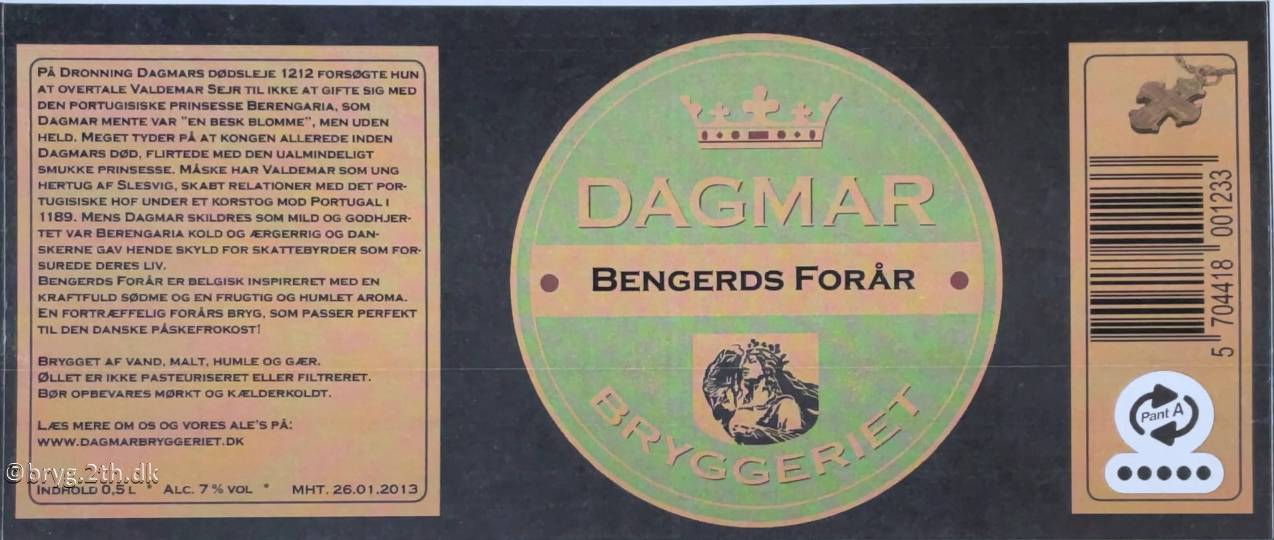 På Dronning Dagmars dødsleje 1212 forsøgte hun
at overtale Valdemar Sejr til ikke at gifte sig med
den portugisiske prinsesse Berengaria, som
Dagmar mente var "en besk blomme", men uden
held. Meget tyder på at kongen allerede inden
Dagmars død, flirtede med den ualmindeligt
smukke prinsesse. Måske har Valdemar som ung
hertug af Slesvig, skabt relationer med det por-
tugisiske hof under et korstog mod Portugal i
1189. Mens Dagmar skildres som mild og godhjer-
tet var Berengaria kold og ærgerrig og dan-
skerne gav hende skyld for skattebyrder som for-
surede deres liv.
Bengerds Forår er belgisk inspireret med en
kraftfuld sødme og en frugtig og humlet aroma.
En fortræffelig forårs bryg, som passer perfekt
til den danske påskefrokost!
Brygget af vand, malt, humle og gær.
Øllet er ikke pasteuriseret eller filtreret.
Bør opbevares mørkt og kælderkoldt.
Læs mere om os og vores ale's på:
www.dagmarbryggeriet.dk
©bryg.2th.dk
Indhold 0,5 l * Alc. 7 % vol * MHT. 26.01.2013
DAGMAR
Bengerds Forår
BRYGGERIET
5 704418 001233
Pant A